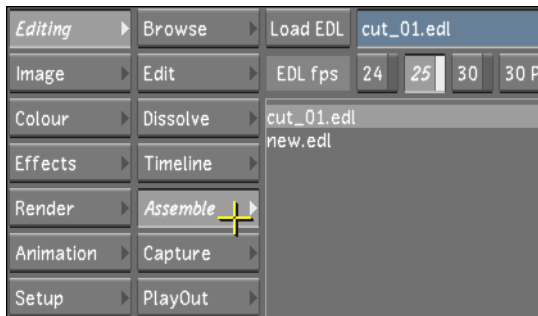 Editing Browse Load EDL cut_01.edl
Image Edit EDL fps 24 25 30 30 P
Colour Dissolve cut_01.edl
new.edl
Effects Timeline
Render Assemble
Animation Capture
Setup PlayOut